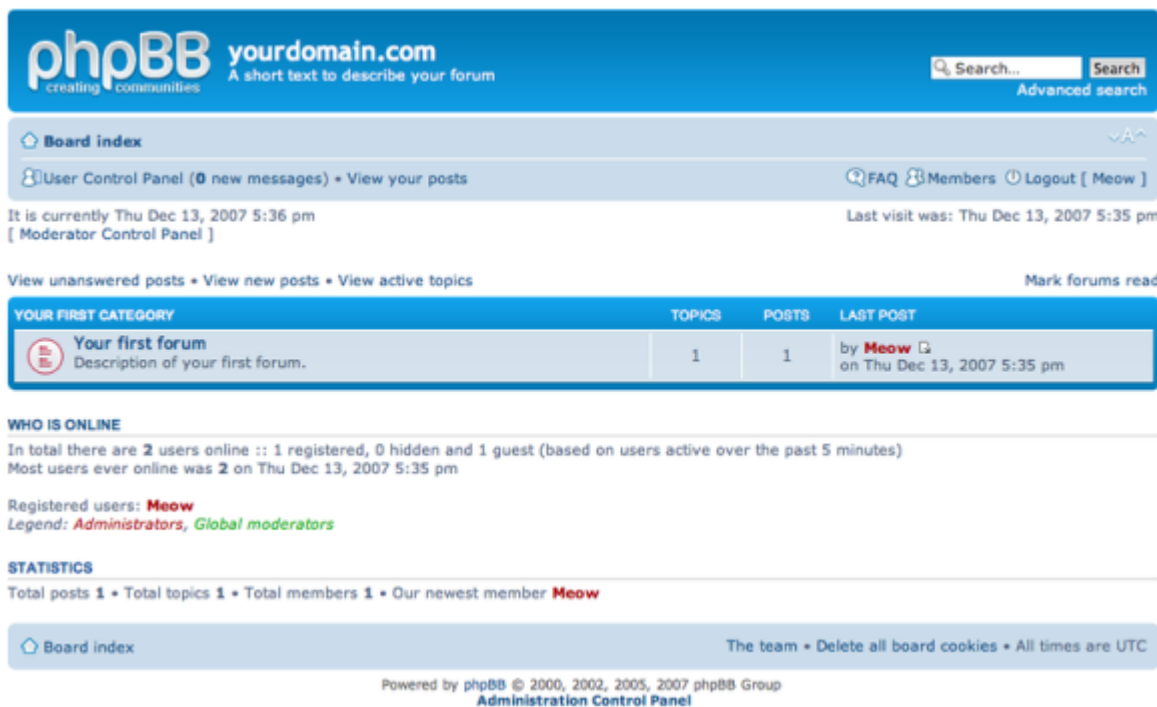 phpBB
creating communities
yourdomain.com
A short text to describe your forum
Search... Search
Advanced search
Board index
A
User Control Panel (0 new messages) • View your posts
FAQ Members Logout [ Meow ]
It is currently Thu Dec 13, 2007 5:36 pm
Last visit was: Thu Dec 13, 2007 5:35 pm
[ Moderator Control Panel ]
View unanswered posts • View new posts • View active topics
Mark forums read
YOUR FIRST CATEGORY TOPICS POSTS LAST POST
Your first forum
Description of your first forum.
1 1
by Meow
on Thu Dec 13, 2007 5:35 pm
WHO IS ONLINE
In total there are 2 users online :: 1 registered, 0 hidden and 1 guest (based on users active over the past 5 minutes)
Most users ever online was 2 on Thu Dec 13, 2007 5:35 pm
Registered users: Meow
Legend: Administrators, Global moderators
STATISTICS
Total posts 1 • Total topics 1 • Total members 1 • Our newest member Meow
Board index
The team • Delete all board cookies • All times are UTC
Powered by phpBB © 2000, 2002, 2005, 2007 phpBB Group
Administration Control Panel